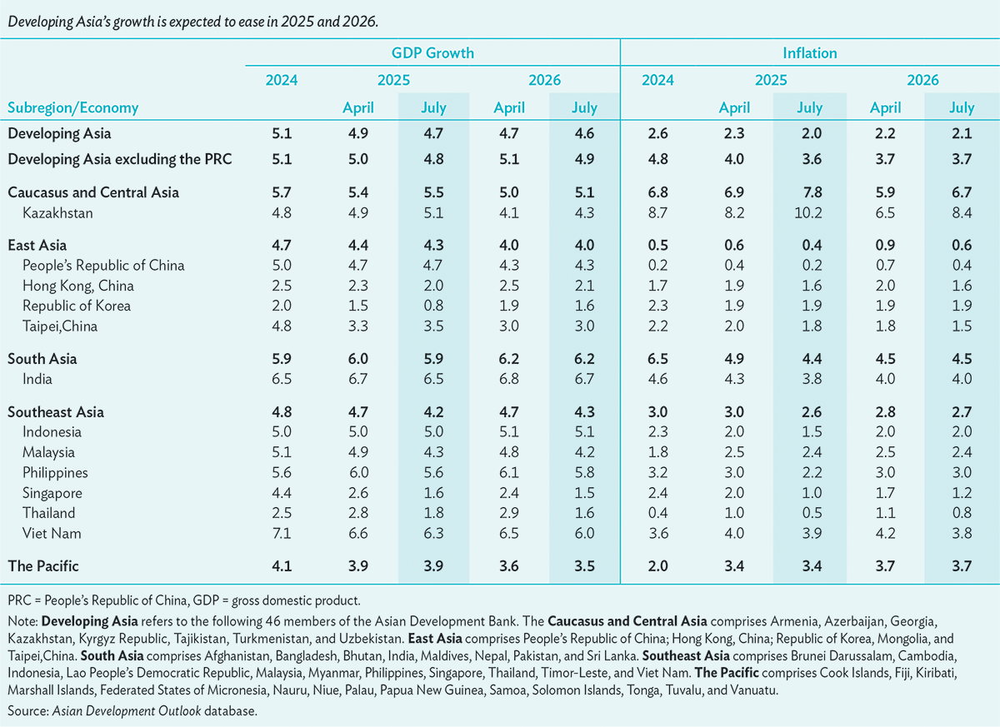 Developing Asia’s growth is expected to ease in 2025 and 2026.
GDP Growth Inflation
2024 2025 2026 2024 2025 2026
Subregion/Economy April July April July April July April July
Developing Asia 5.1 4.9 4.7 4.7 4.6 2.6 2.3 2.0 2.2 2.1
Developing Asia excluding the PRC 5.1 5.0 4.8 5.1 4.9 4.8 4.0 3.6 3.7 3.7
Caucasus and Central Asia 5.7 5.4 5.5 5.0 5.1 6.8 6.9 7.8 5.9 6.7
Kazakhstan 4.8 4.9 5.1 4.1 4.3 8.7 8.2 10.2 6.5 8.4
East Asia 4.7 4.4 4.3 4.0 4.0 0.5 0.6 0.4 0.9 0.6
People’s Republic of China 5.0 4.7 4.7 4.3 4.3 0.2 0.4 0.2 0.7 0.4
Hong Kong, China 2.5 2.3 2.0 2.5 2.1 1.7 1.9 1.6 2.0 1.6
Republic of Korea 2.0 1.5 0.8 1.9 1.6 2.3 1.9 1.9 1.9 1.9
Taipei,China 4.8 3.3 3.5 3.0 3.0 2.2 2.0 1.8 1.8 1.5
South Asia 5.9 6.0 5.9 6.2 6.2 6.5 4.9 4.4 4.5 4.5
India 6.5 6.7 6.5 6.8 6.7 4.6 4.3 3.8 4.0 4.0
Southeast Asia 4.8 4.7 4.2 4.7 4.3 3.0 3.0 2.6 2.8 2.7
Indonesia 5.0 5.0 5.0 5.1 5.1 2.3 2.0 1.5 2.0 2.0
Malaysia 5.1 4.9 4.3 4.8 4.2 1.8 2.5 2.4 2.5 2.4
Philippines 5.6 6.0 5.6 6.1 5.8 3.2 3.0 2.2 3.0 3.0
Singapore 4.4 2.6 1.6 2.4 1.5 2.4 2.0 1.0 1.7 1.2
Thailand 2.5 2.8 1.8 2.9 1.6 0.4 1.0 0.5 1.1 0.8
Viet Nam 7.1 6.6 6.3 6.5 6.0 3.6 4.0 3.9 4.2 3.8
The Pacific 4.1 3.9 3.9 3.6 3.5 2.0 3.4 3.4 3.7 3.7
PRC = People’s Republic of China, GDP = gross domestic product.
Note: Developing Asia refers to the following 46 members of the Asian Development Bank. The Caucasus and Central Asia comprises Armenia, Azerbaijan, Georgia,
Kazakhstan, Kyrgyz Republic, Tajikistan, Turkmenistan, and Uzbekistan. East Asia comprises People’s Republic of China; Hong Kong, China; Republic of Korea, Mongolia, and
Taipei,China. South Asia comprises Afghanistan, Bangladesh, Bhutan, India, Maldives, Nepal, Pakistan, and Sri Lanka. Southeast Asia comprises Brunei Darussalam, Cambodia,
Indonesia, Lao People’s Democratic Republic, Malaysia, Myanmar, Philippines, Singapore, Thailand, Timor-Leste, and Viet Nam. The Pacific comprises Cook Islands, Fiji, Kiribati,
Marshall Islands, Federated States of Micronesia, Nauru, Niue, Palau, Papua New Guinea, Samoa, Solomon Islands, Tonga, Tuvalu, and Vanuatu.
Source: Asian Development Outlook database.